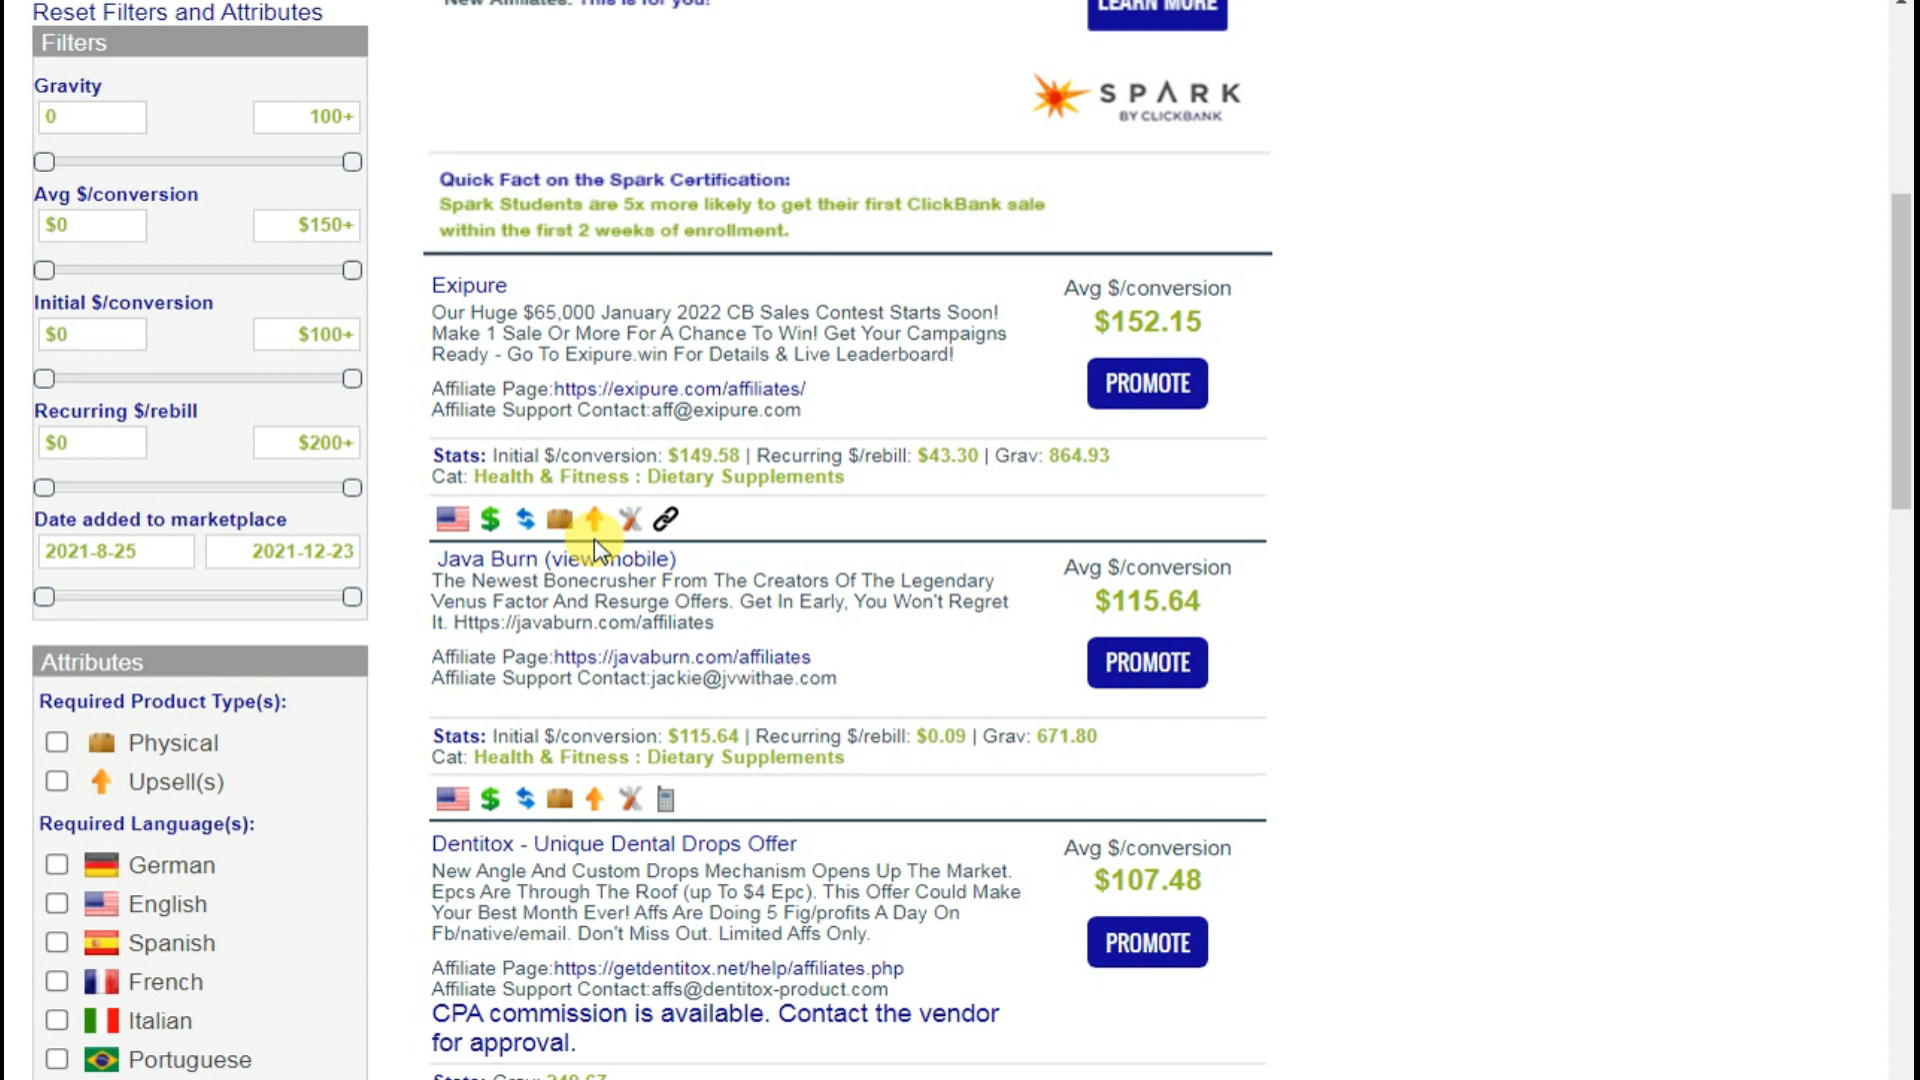 Reset Filters and Attributes
Filters
Gravity
0 100+
Avg $/conversion
$0 $150+
Initial $/conversion
$0 $100+
Recurring $/rebill
$0 $200+
Date added to marketplace
2021-8-25 2021-12-23
Attributes
Required Product Type(s):
Physical
Upsell(s)
Required Language(s):
German
English
Spanish
French
Italian
Portuguese
New Affiliates: This is for you!
LEARN MORE
SPARK
BY CLICKBANK
Quick Fact on the Spark Certification:
Spark Students are 5x more likely to get their first ClickBank sale
within the first 2 weeks of enrollment.
Exipure
Our Huge $65,000 January 2022 CB Sales Contest Starts Soon!
Make 1 Sale Or More For A Chance To Win! Get Your Campaigns
Ready - Go To Exipure.win For Details & Live Leaderboard!
Affiliate Page:https://exipure.com/affiliates/
Affiliate Support Contact:aff@exipure.com
Avg $/conversion
$152.15
PROMOTE
Stats: Initial $/conversion: $149.58 | Recurring $/rebill: $43.30 | Grav: 864.93
Cat: Health & Fitness : Dietary Supplements
Java Burn (view mobile)
The Newest Bonecrusher From The Creators Of The Legendary
Venus Factor And Resurge Offers. Get In Early, You Won't Regret
It. Https://javaburn.com/affiliates
Affiliate Page:https://javaburn.com/affiliates
Affiliate Support Contact:jackie@jvwithae.com
Avg $/conversion
$115.64
PROMOTE
Stats: Initial $/conversion: $115.64 | Recurring $/rebill: $0.09 | Grav: 671.80
Cat: Health & Fitness : Dietary Supplements
Dentitox - Unique Dental Drops Offer
New Angle And Custom Drops Mechanism Opens Up The Market.
Epcs Are Through The Roof (up To $4 Epc). This Offer Could Make
Your Best Month Ever! Affs Are Doing 5 Fig/profits A Day On
Fb/native/email. Don't Miss Out. Limited Affs Only.
Affiliate Page:https://getdentitox.net/help/affiliates.php
Affiliate Support Contact:affs@dentitox-product.com
CPA commission is available. Contact the vendor
for approval.
Avg $/conversion
$107.48
PROMOTE
Stats: Grav: 249.67